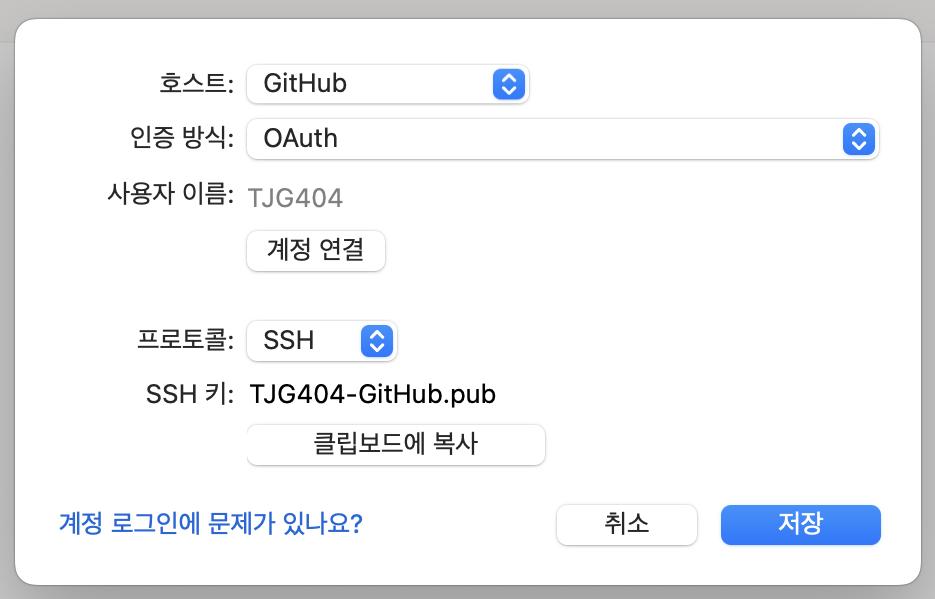 호스트: GitHub
인증 방식: OAuth
사용자 이름: TJG404
계정 연결
프로토콜: SSH
SSH 키: TJG404-GitHub.pub
클립보드에 복사
계정 로그인에 문제가 있나요? 취소 저장